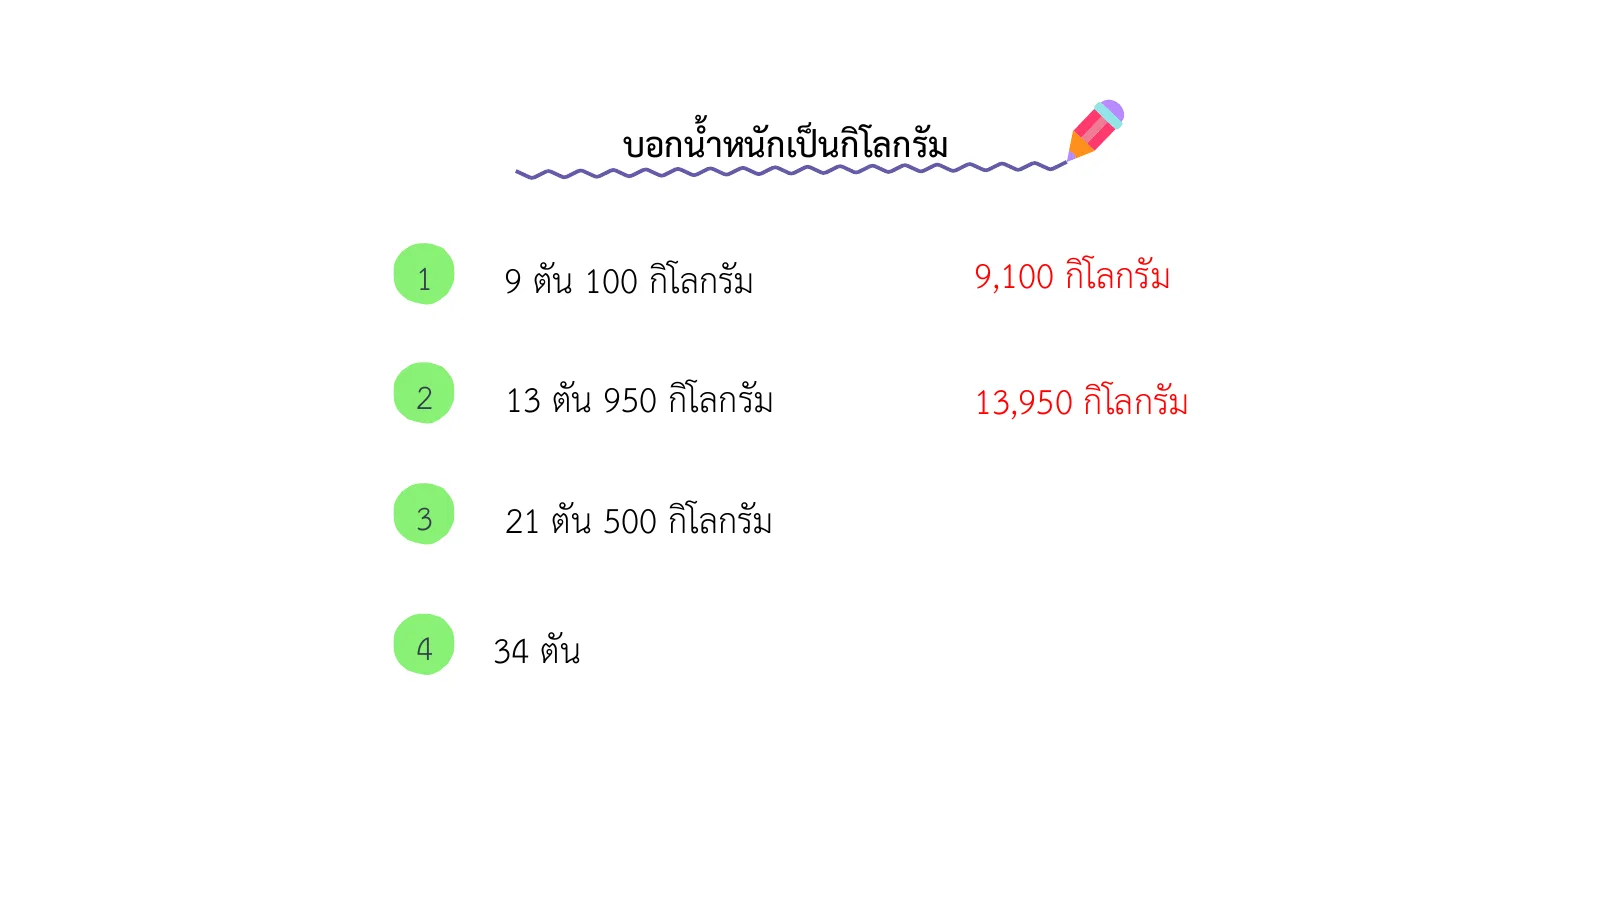 บอกน้ำหนักเป็นกิโลกรัม
1 9 ตัน 100 กิโลกรัม 9,100 กิโลกรัม
2 13 ตัน 950 กิโลกรัม 13,950 กิโลกรัม
3 21 ตัน 500 กิโลกรัม
4 34 ตัน